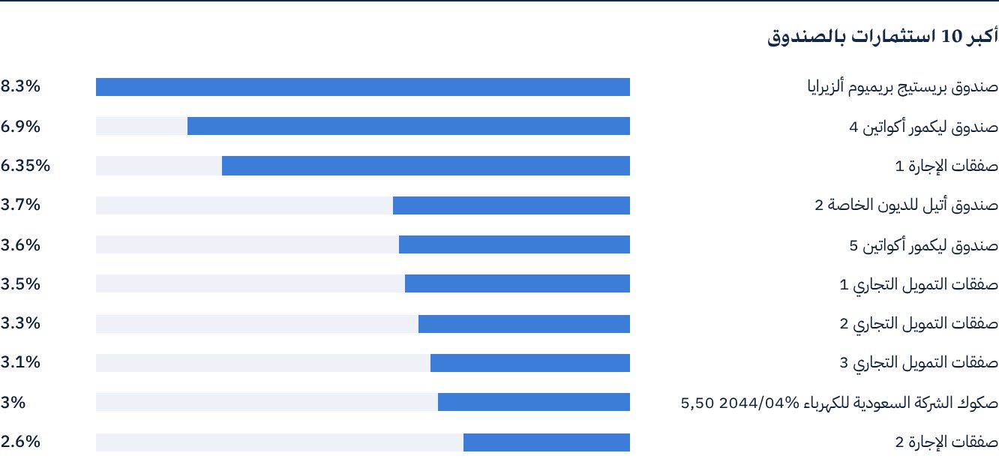 أكبر 10 استثمارات بالصندوق
صندوق بريستيج بريميوم ألزيرايا 8.3%
صندوق ليكمور أكواتين 4 6.9%
صفقات الإجارة 1 6.35%
صندوق أتيل للديون الخاصة 2 3.7%
صندوق ليكمور أكواتين 5 3.6%
صفقات التمويل التجاري 1 3.5%
صفقات التمويل التجاري 2 3.3%
صفقات التمويل التجاري 3 3.1%
صكوك الشركة السعودية للكهرباء 5,50 2044/04% 3%
صفقات الإجارة 2 2.6%